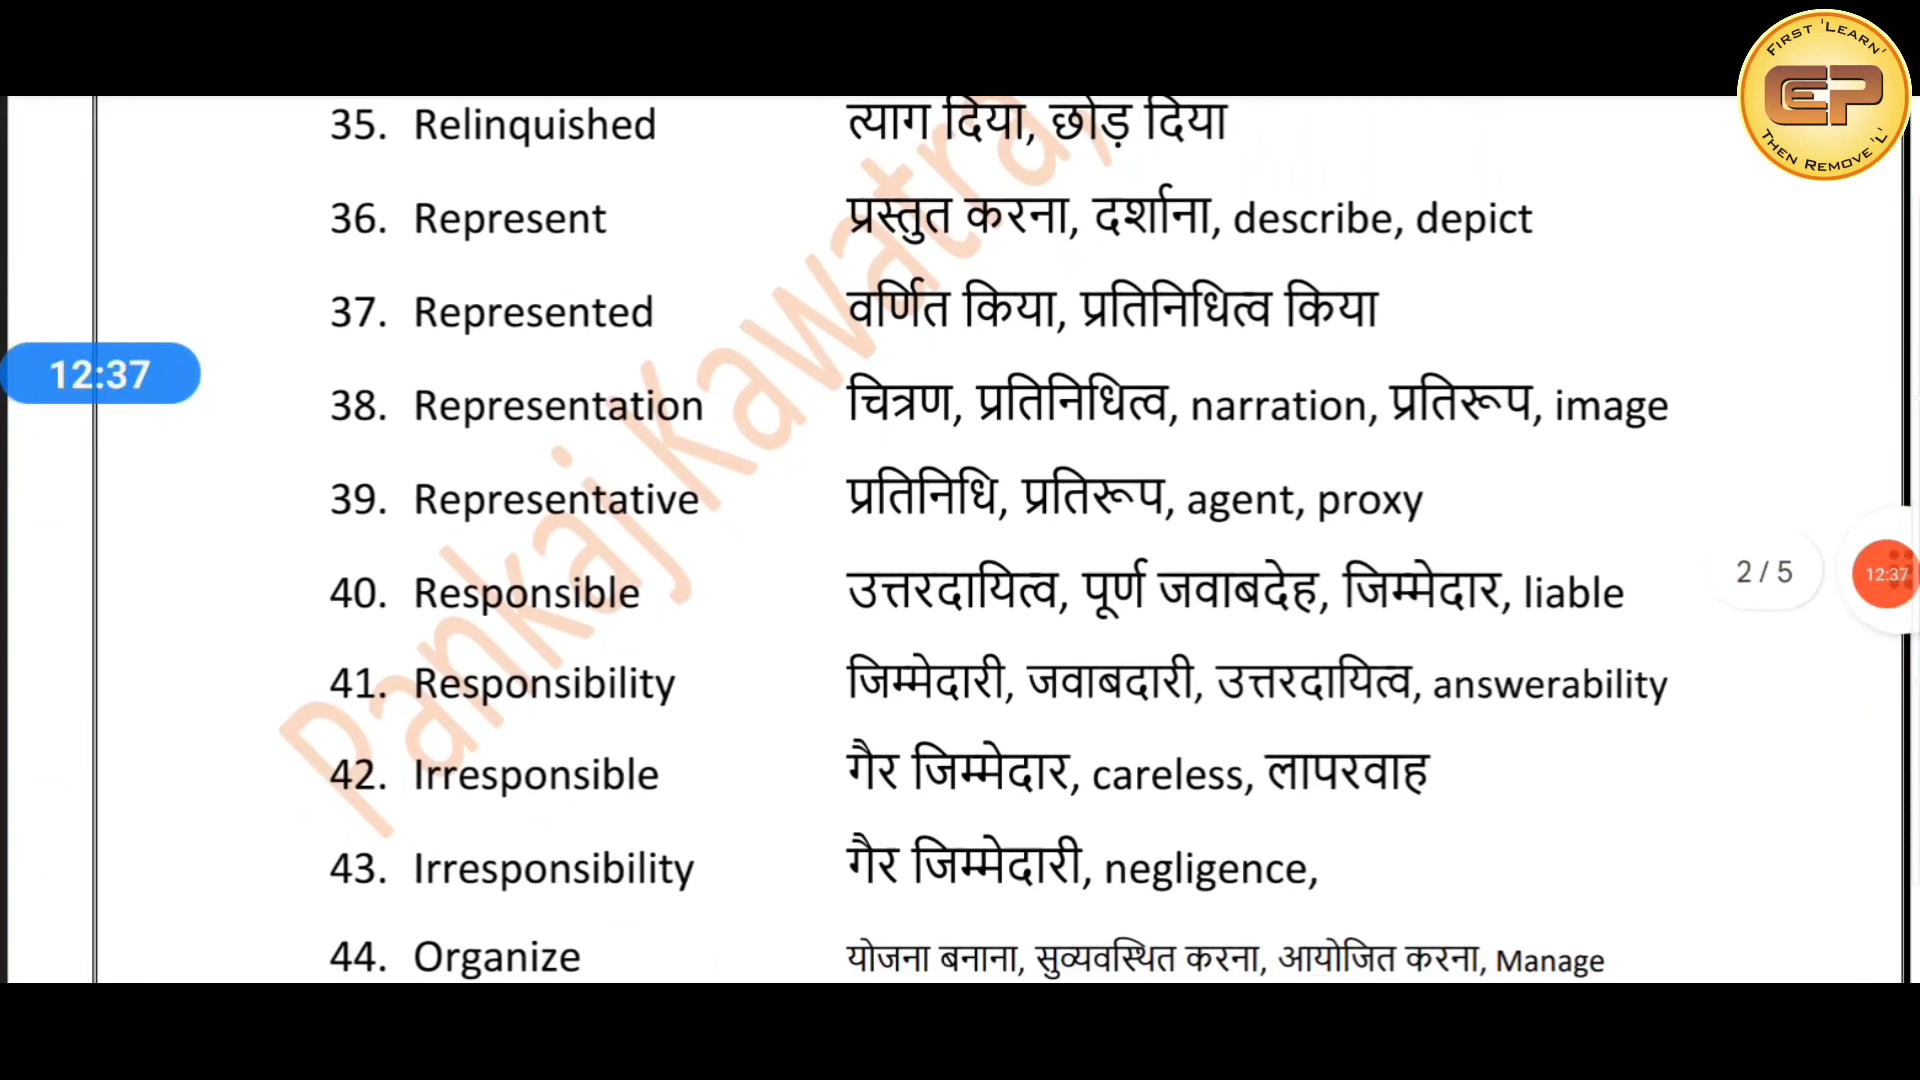 FIRST 'LEARN'
EP
THEN REMOVE 'L'
35. Relinquished त्याग दिया, छोड़ दिया
36. Represent प्रस्तुत करना, दर्शाना, describe, depict
37. Represented वर्णित किया, प्रतिनिधित्व किया
12:37
38. Representation चित्रण, प्रतिनिधित्व, narration, प्रतिरूप, image
39. Representative प्रतिनिधि, प्रतिरूप, agent, proxy
2 / 5
12:37
40. Responsible उत्तरदायित्व, पूर्ण जवाबदेह, जिम्मेदार, liable
41. Responsibility जिम्मेदारी, जवाबदारी, उत्तरदायित्व, answerability
42. Irresponsible गैर जिम्मेदार, careless, लापरवाह
43. Irresponsibility गैर जिम्मेदारी, negligence,
44. Organize योजना बनाना, सुव्यवस्थित करना, आयोजित करना, Manage
Pankaj Kawatra,